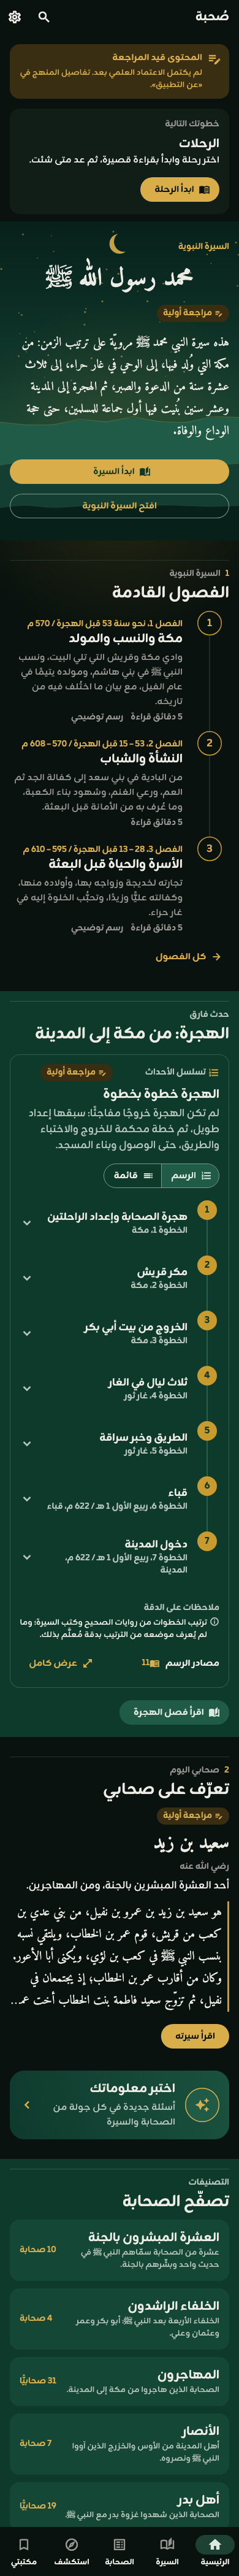 صُحبة
المحتوى قيد المراجعة
لم يكتمل الاعتماد العلمي بعد. تفاصيل المنهج في
«عن التطبيق».
خطوتك التالية
الرحلات
اختر رحلة وابدأ بقراءة قصيرة، ثم عد متى شئت.
ابدأ الرحلة
السيرة النبوية
محمد رسول الله ﷺ
مراجعة أولية
هذه سيرة النبي محمد ﷺ مرويّة على ترتيب الزمن: من
مكة التي وُلِد فيها، إلى الوحي في غار حراء، إلى ثلاث
عشرة سنة من الدعوة والصبر، ثم الهجرة إلى المدينة
وعشر سنين بُنيت فيها أول جماعة للمسلمين، حتى حجة
الوداع والوفاة.
ابدأ السيرة
افتح السيرة النبوية
1 السيرة النبوية
الفصول القادمة
1
الفصل 1، نحو سنة 53 قبل الهجرة / 570 م
مكة والنسب والمولد
وادي مكة وقريش التي تلي البيت، ونسب
النبي ﷺ في بني هاشم، ومولده يتيمًا في
عام الفيل، مع بيان ما اختُلف فيه من
تاريخه.
5 دقائق قراءة رسم توضيحي
2
الفصل 2، 53 – 15 قبل الهجرة / 570 – 608 م
النشأة والشباب
من البادية في بني سعد إلى كفالة الجد ثم
العم، ورعي الغنم، وشهود بناء الكعبة،
وما عُرف به من الأمانة قبل البعثة.
5 دقائق قراءة
3
الفصل 3، 28 – 13 قبل الهجرة / 595 – 610 م
الأسرة والحياة قبل البعثة
تجارته لخديجة وزواجه بها، وأولاده منها،
وكفالته عليًّا وزيدًا، وتحبُّب الخلوة إليه في
غار حراء.
5 دقائق قراءة رسم توضيحي
كل الفصول
حدث فارق
الهجرة: من مكة إلى المدينة
تسلسل الأحداث
مراجعة أولية
الهجرة خطوة بخطوة
لم تكن الهجرة خروجًا مفاجئًا: سبقها إعداد
طويل، ثم خطة محكمة للخروج والاختفاء
والطريق، حتى الوصول وبناء المسجد.
الرسم
قائمة
1
هجرة الصحابة وإعداد الراحلتين
الخطوة 1، مكة
2
مكر قريش
الخطوة 2، مكة
3
الخروج من بيت أبي بكر
الخطوة 3، مكة
4
ثلاث ليال في الغار
الخطوة 4، غار ثور
5
الطريق وخبر سراقة
الخطوة 5، غار ثور
6
قباء
الخطوة 6، ربيع الأول 1 هـ / 622 م، قباء
7
دخول المدينة
الخطوة 7، ربيع الأول 1 هـ / 622 م،
المدينة
ملاحظات على الدقة
ترتيب الخطوات من روايات الصحيح وكتب السيرة؛ وما
لم يُعرف موضعه من الترتيب بدقة مُعلَّم بذلك.
مصادر الرسم
11
عرض كامل
اقرأ فصل الهجرة
2 صحابي اليوم
تعرّف على صحابي
مراجعة أولية
سعيد بن زيد
رضي الله عنه
أحد العشرة المبشرين بالجنة، ومن المهاجرين.
هو سعيد بن زيد بن عمرو بن نفيل، من بني عدي بن
كعب من قريش، قوم عمر بن الخطاب، ويلتقي نسبه
بنسب النبي ﷺ في كعب بن لؤي، ويُكنى أبا الأعور.
وكان من أقارب عمر بن الخطاب؛ إذ يجتمعان في
نفيل، ثم تزوّج سعيد فاطمة بنت الخطاب أخت عمـ...
اقرأ سيرته
اختبر معلوماتك
أسئلة جديدة في كل جولة من
الصحابة والسيرة
التصنيفات
تصفّح الصحابة
العشرة المبشرون بالجنة
عشرة من الصحابة سمّاهم النبي ﷺ في
حديث واحد وبشّرهم بالجنة.
10 صحابة
الخلفاء الراشدون
الخلفاء الأربعة بعد النبي ﷺ: أبو بكر وعمر
وعثمان وعلي.
4 صحابة
المهاجرون
الصحابة الذين هاجروا من مكة إلى المدينة.
31 صحابيًّا
الأنصار
أهل المدينة من الأوس والخزرج الذين آووا
النبي ﷺ ونصروه.
7 صحابة
أهل بدر
الصحابة الذين شهدوا غزوة بدر مع النبي ﷺ.
19 صحابيًّا
الرئيسية
السيرة
الصحابة
استكشف
مكتبتي